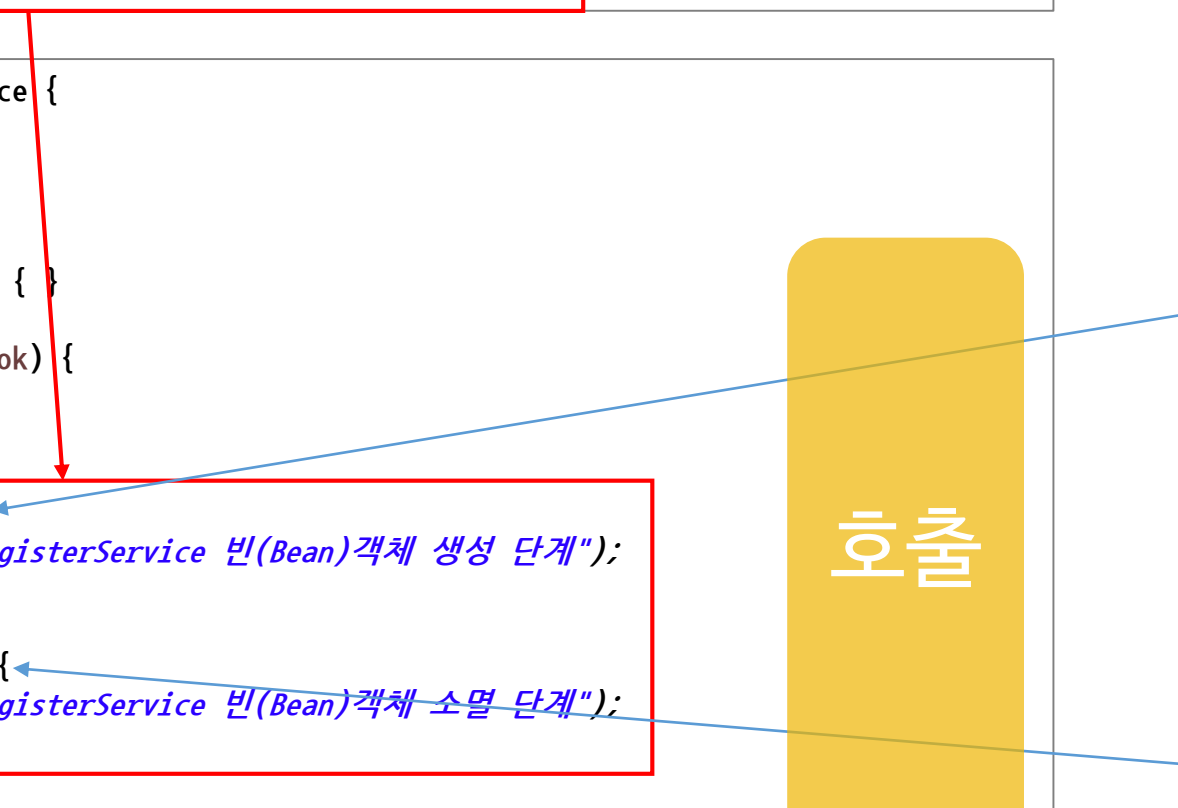 ce {
{ }
ok) {
gisterService 빈(Bean)객체 생성 단계");
{
gisterService 빈(Bean)객체 소멸 단계");
호출